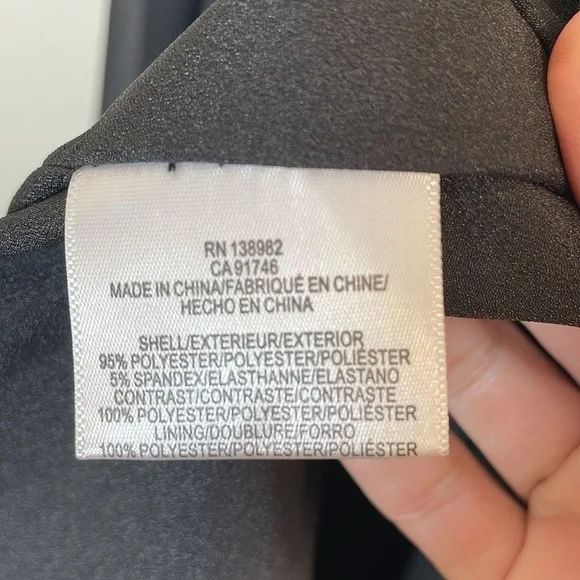 RN 138982
CA 91746
MADE IN CHINA/FABRIQUÉ EN CHINE/
HECHO EN CHINA
SHELL/EXTERIEUR/EXTERIOR
95% POLYESTER/POLYESTER/POLIÉSTER
5% SPANDEX/ELASTHANNE/ELASTANO
CONTRAST/CONTRASTE/CONTRASTE
100% POLYESTER/POLYESTER/POLIÉSTER
LINING/DOUBLURE/FORRO
100% POLYESTER/POLYESTER/POLIÉSTER